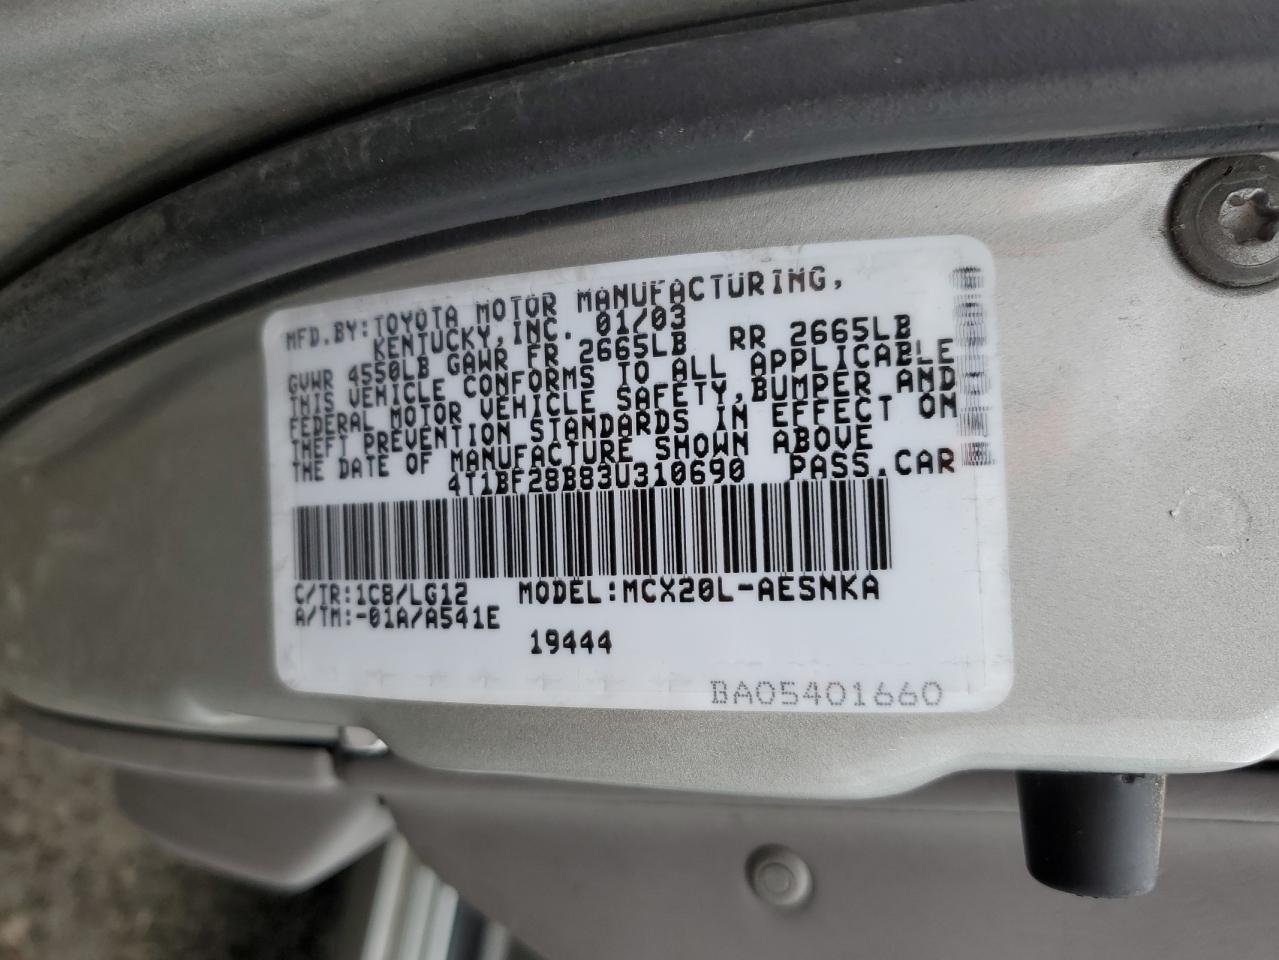 MFD.BY:TOYOTA MOTOR MANUFACTURING,
KENTUCKY,INC. 01/03
GVWR 4550LB GAWR FR 2665LB RR 2665LB
THIS VEHICLE CONFORMS TO ALL APPLICABLE
FEDERAL MOTOR VEHICLE SAFETY,BUMPER AND
THEFT PREVENTION STANDARDS IN EFFECT ON
THE DATE OF MANUFACTURE SHOWN ABOVE
4T1BF28B83U310690 PASS.CAR
C/TR:1C8/LG12 MODEL:MCX20L-AESNKA
A/TM:-01A/A541E
19444
BA05401660